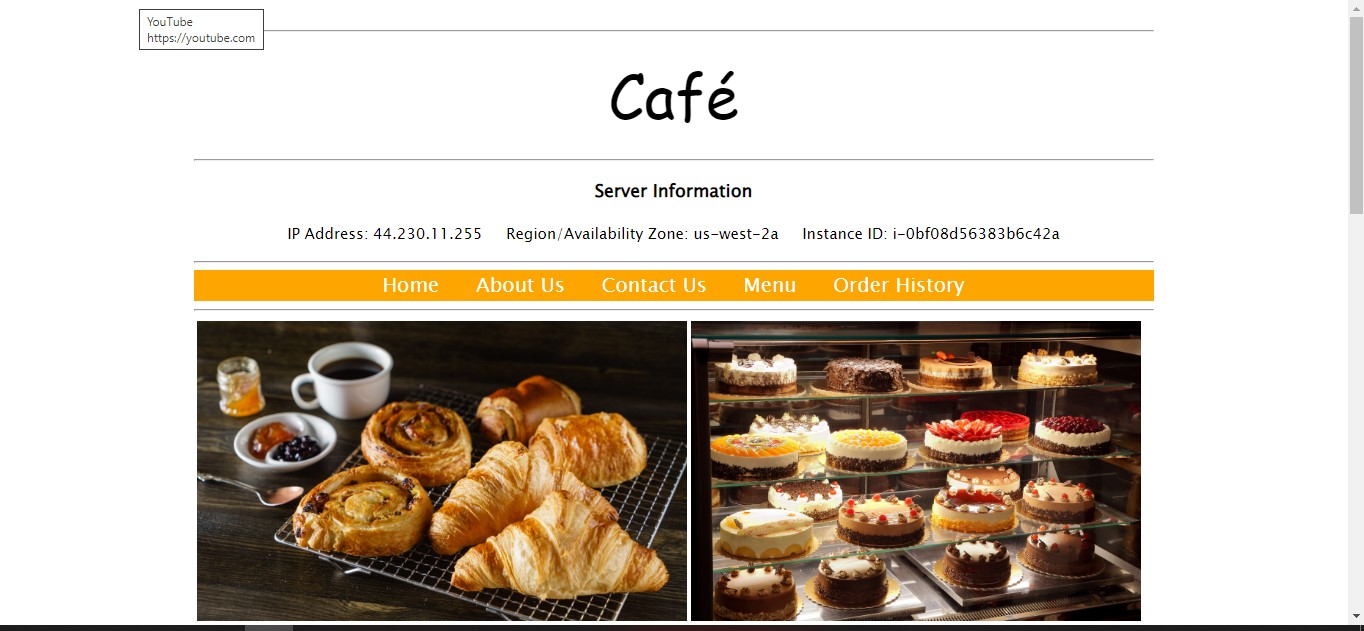 YouTube
https://youtube.com
Café
Server Information
IP Address: 44.230.11.255 Region/Availability Zone: us-west-2a Instance ID: i-0bf08d56383b6c42a
Home About Us Contact Us Menu Order History